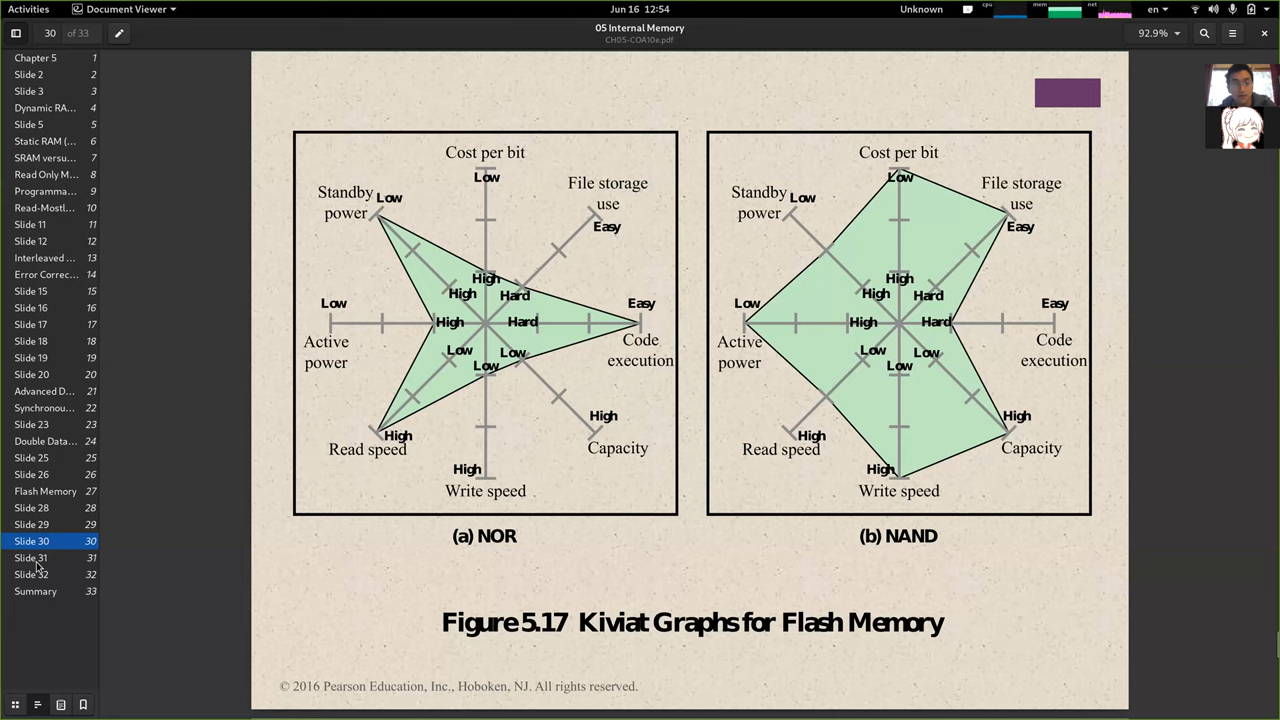 Activities
Document Viewer
Jun 16 12:54
Unknown
cpu
mem
net
en
30 of 33
05 Internal Memory
CH05-COA10e.pdf
92.9%
Chapter 5 1
Slide 2 2
Slide 3 3
Dynamic RA... 4
Slide 5 5
Static RAM (... 6
SRAM versu... 7
Read Only M... 8
Programma... 9
Read-Mostl... 10
Slide 11 11
Slide 12 12
Interleaved ... 13
Error Correc... 14
Slide 15 15
Slide 16 16
Slide 17 17
Slide 18 18
Slide 19 19
Slide 20 20
Advanced D... 21
Synchronou... 22
Slide 23 23
Double Data... 24
Slide 25 25
Slide 26 26
Flash Memory 27
Slide 28 28
Slide 29 29
Slide 30 30
Slide 31 31
Slide 32 32
Summary 33
Cost per bit
Low
File storage
use
Easy
Standby
power
Low
High
High
Hard
Low
Easy
High
Hard
Active
power
Code
execution
Low
Low
Low
High
Read speed
High
Capacity
High
Write speed
(a) NOR
Cost per bit
Low
File storage
use
Easy
Standby
power
Low
High
High
Hard
Low
Easy
High
Hard
Active
power
Code
execution
Low
Low
Low
High
Read speed
High
Capacity
High
Write speed
(b) NAND
Figure 5.17 Kiviat Graphs for Flash Memory
© 2016 Pearson Education, Inc., Hoboken, NJ. All rights reserved.